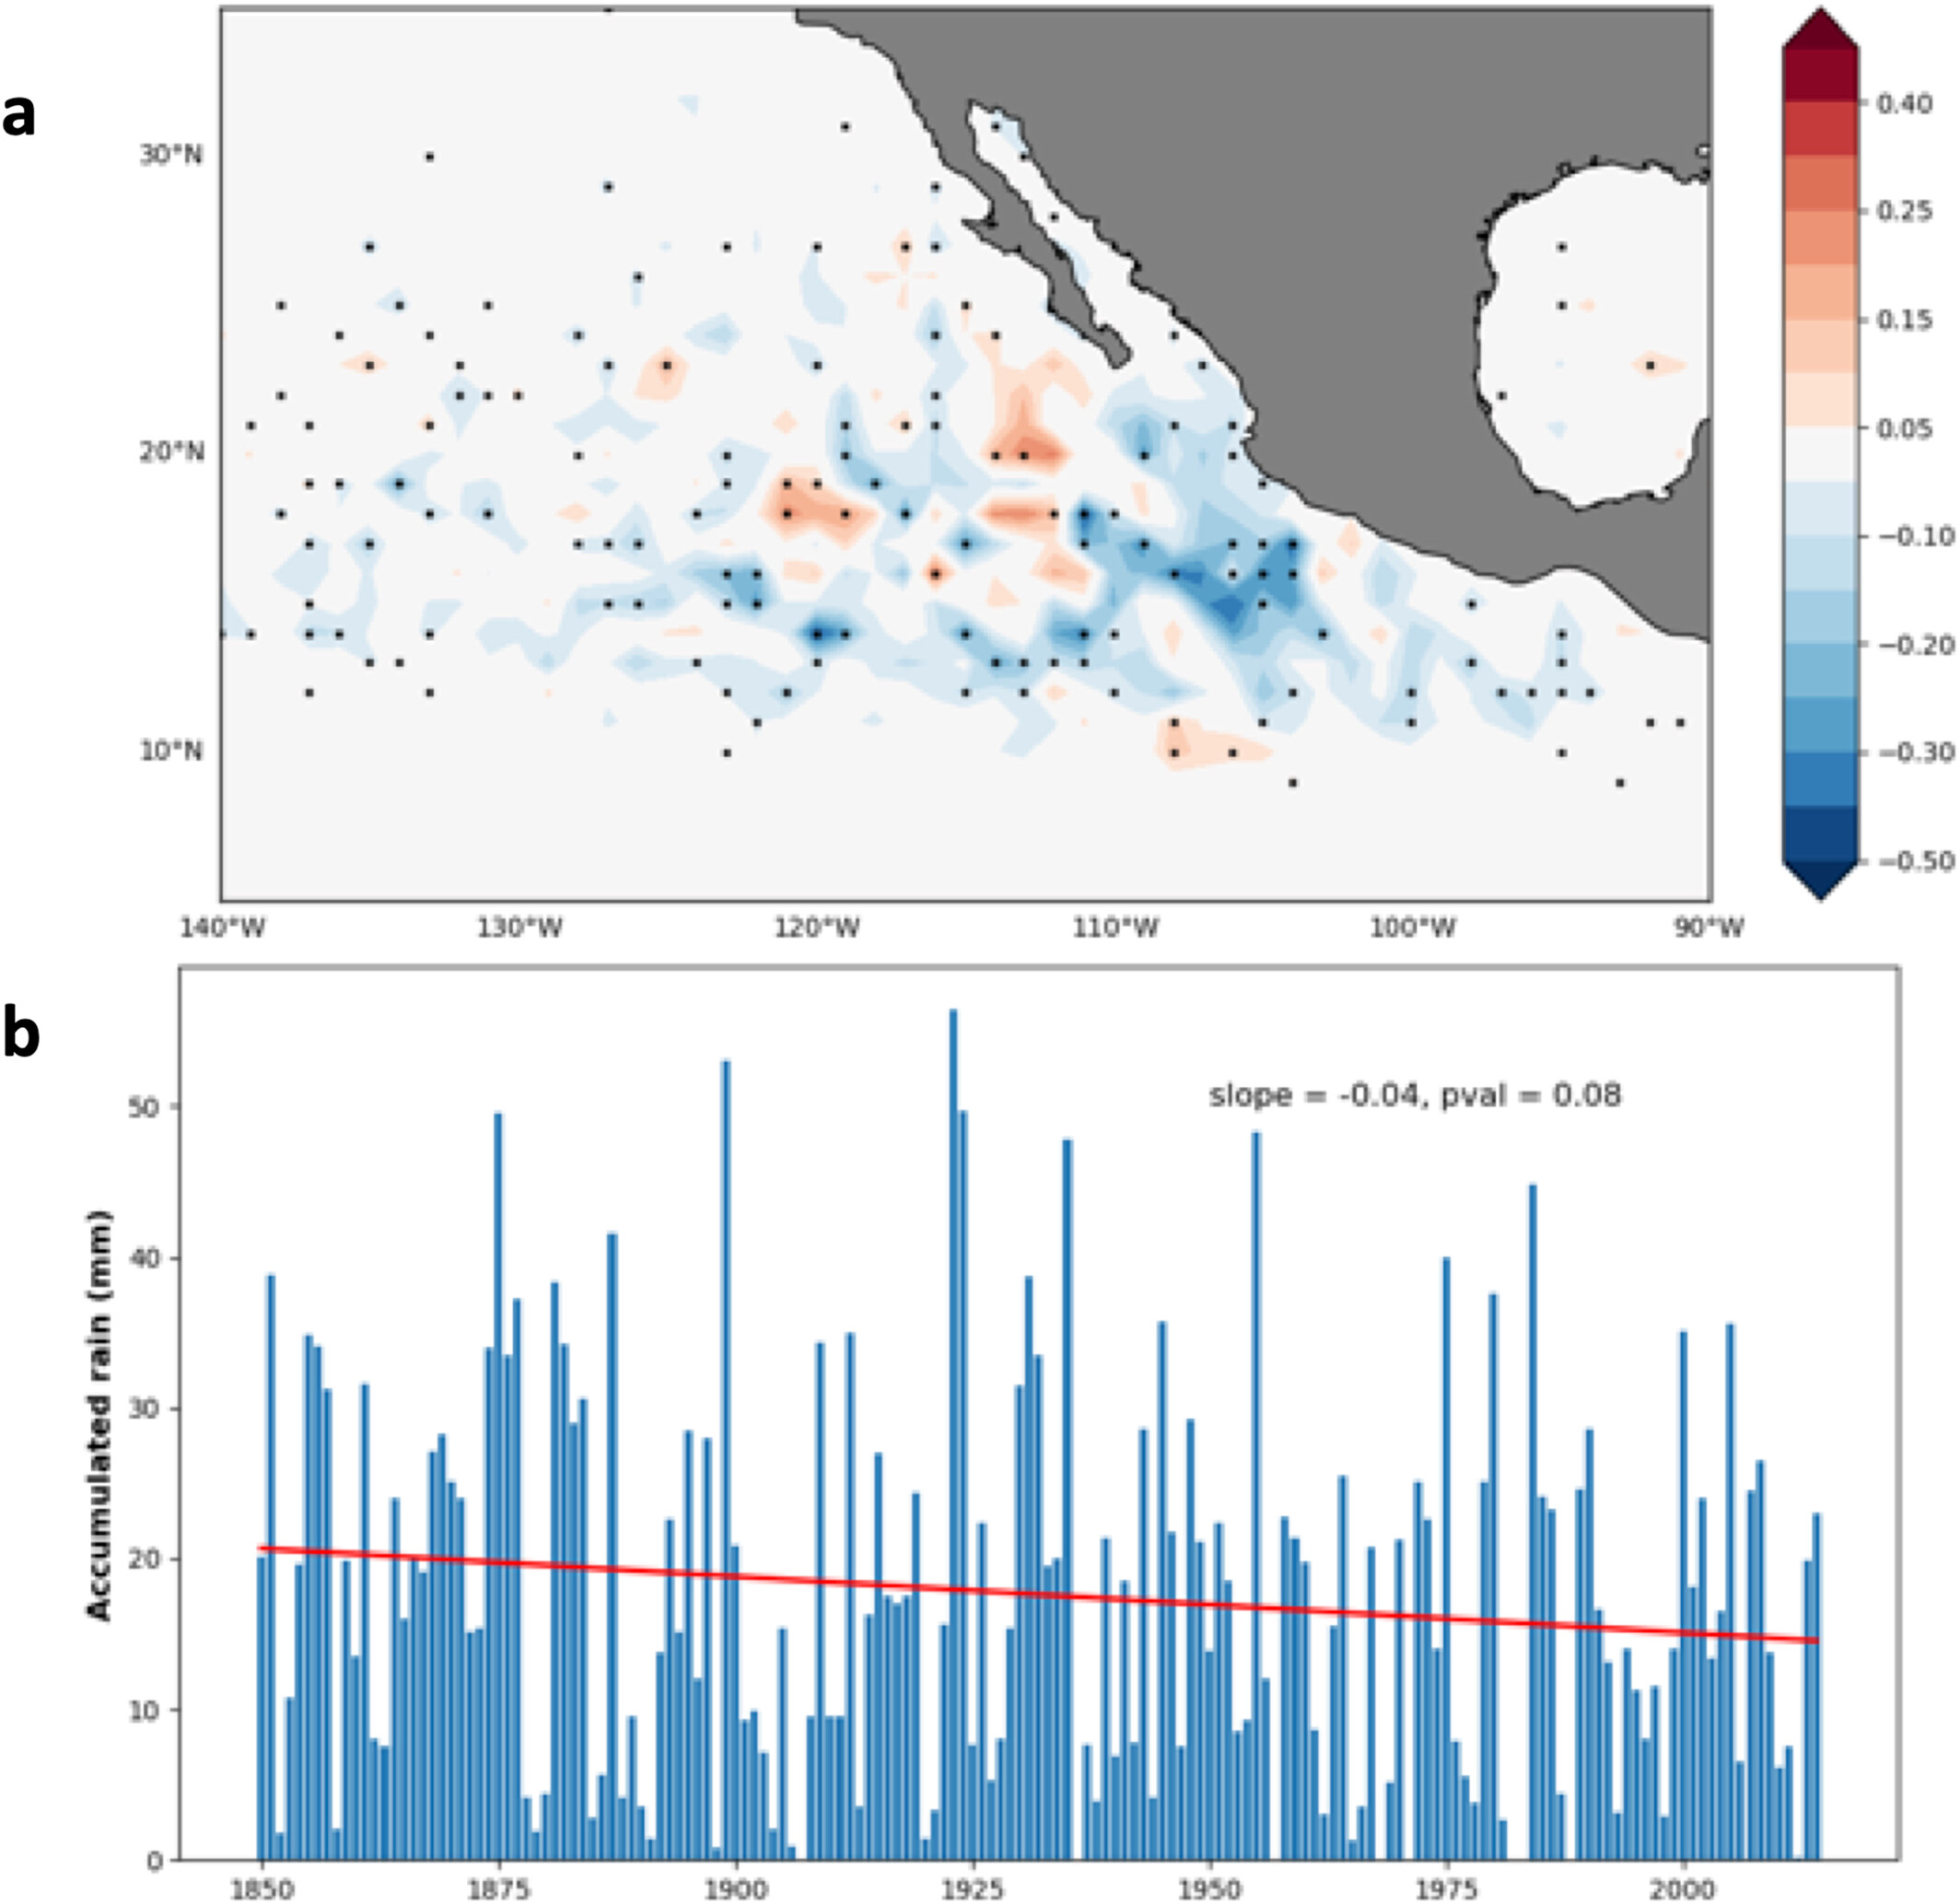 a
30°N
20°N
10°N
140°W
130°W
120°W
110°W
100°W
90°W
0.40
0.25
0.15
0.05
−0.10
−0.20
−0.30
−0.50
b
slope = -0.04, pval = 0.08
Accumulated rain (mm)
50
40
30
20
10
0
1850
1875
1900
1925
1950
1975
2000